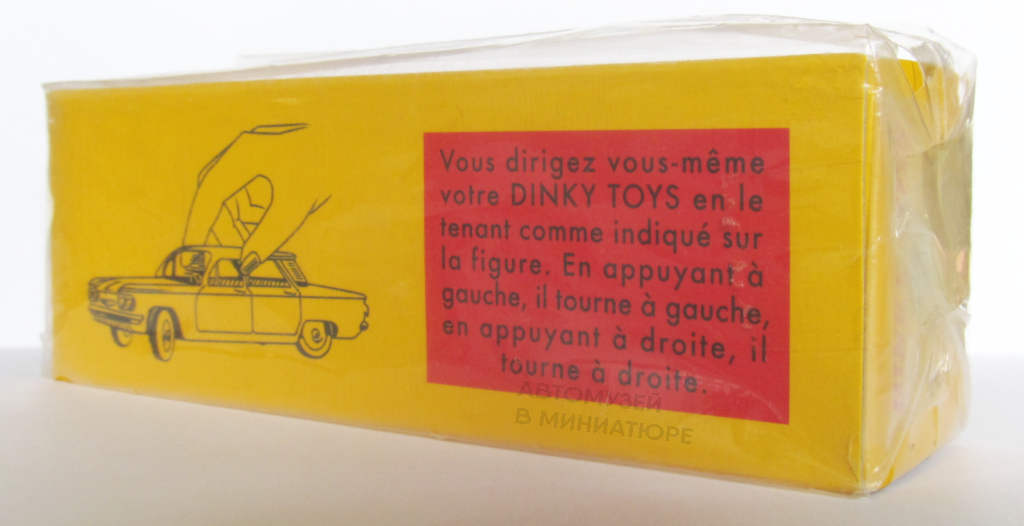 Vous dirigez vous-même
votre DINKY TOYS en le
tenant comme indiqué sur
la figure. En appuyant à
gauche, il tourne à gauche,
en appuyant à droite, il
tourne à droite.
АВТОМУЗЕЙ
В МИНИАТЮРЕ